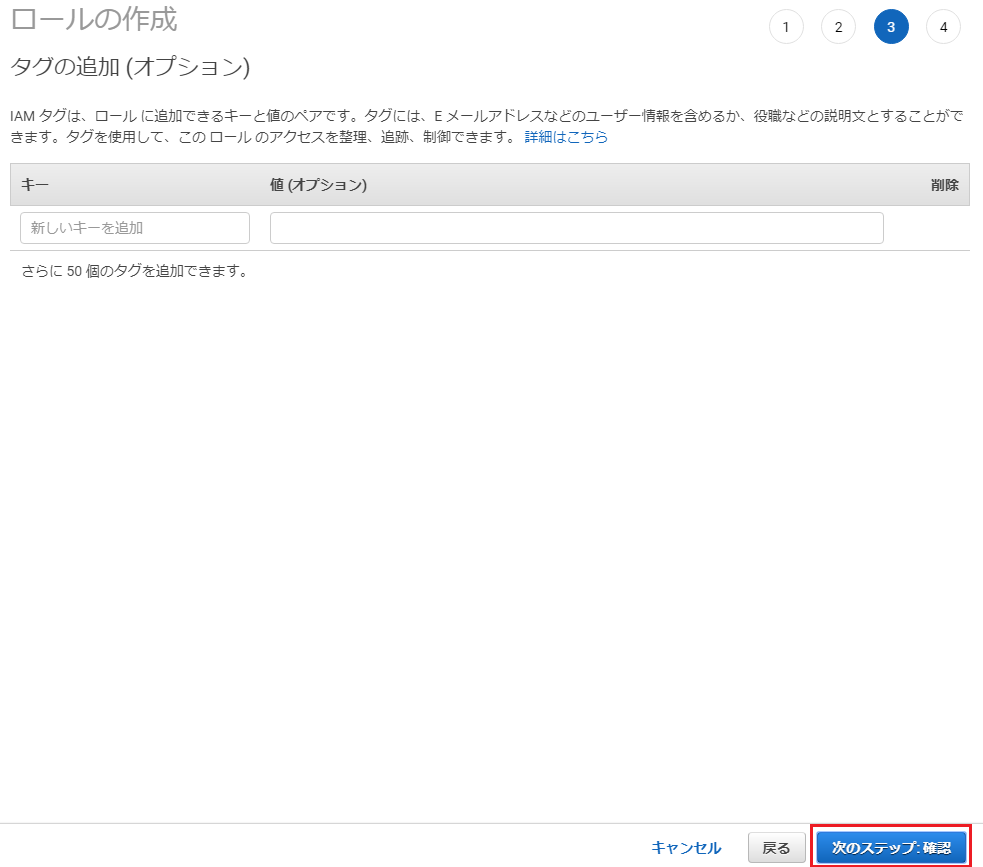 ロールの作成
1 2 3 4
タグの追加 (オプション)
IAM タグは、ロール に追加できるキーと値のペアです。タグには、E メールアドレスなどのユーザー情報を含めるか、役職などの説明文とすることがで
きます。タグを使用して、この ロール のアクセスを整理、追跡、制御できます。 詳細はこちら
キー 値 (オプション) 削除
新しいキーを追加
さらに 50 個のタグを追加できます。
キャンセル 戻る 次のステップ: 確認